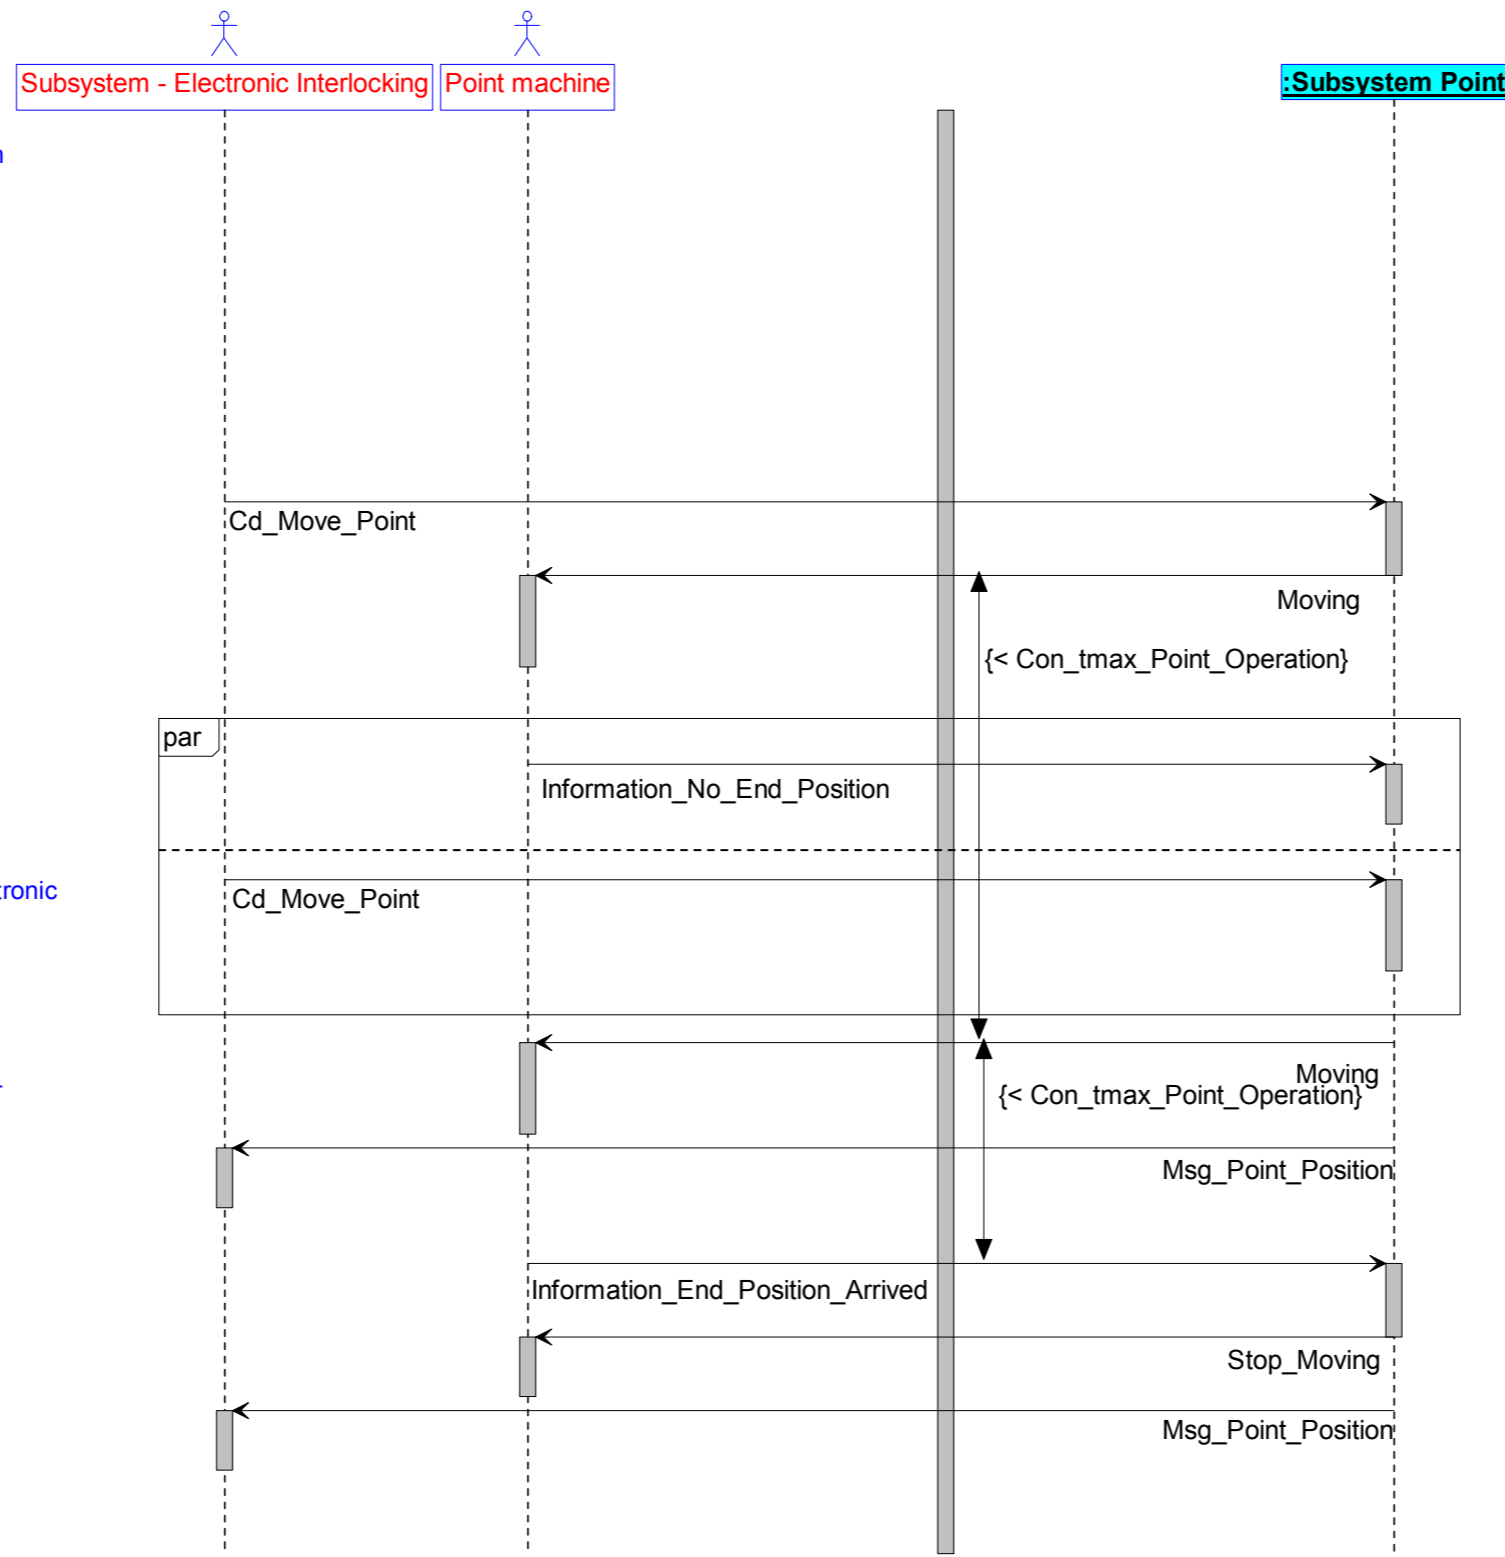 Subsystem - Electronic Interlocking
Point machine
:Subsystem Point
Cd_Move_Point
Moving
{< Con_tmax_Point_Operation}
par
Information_No_End_Position
tronic
Cd_Move_Point
Moving
{< Con_tmax_Point_Operation}
Msg_Point_Position
Information_End_Position_Arrived
Stop_Moving
Msg_Point_Position